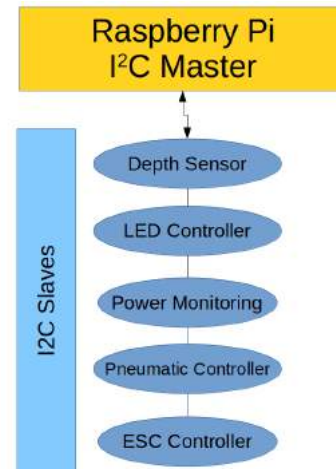 Raspberry Pi
I²C Master
Depth Sensor
LED Controller
Power Monitoring
Pneumatic Controller
ESC Controller
I2C Slaves